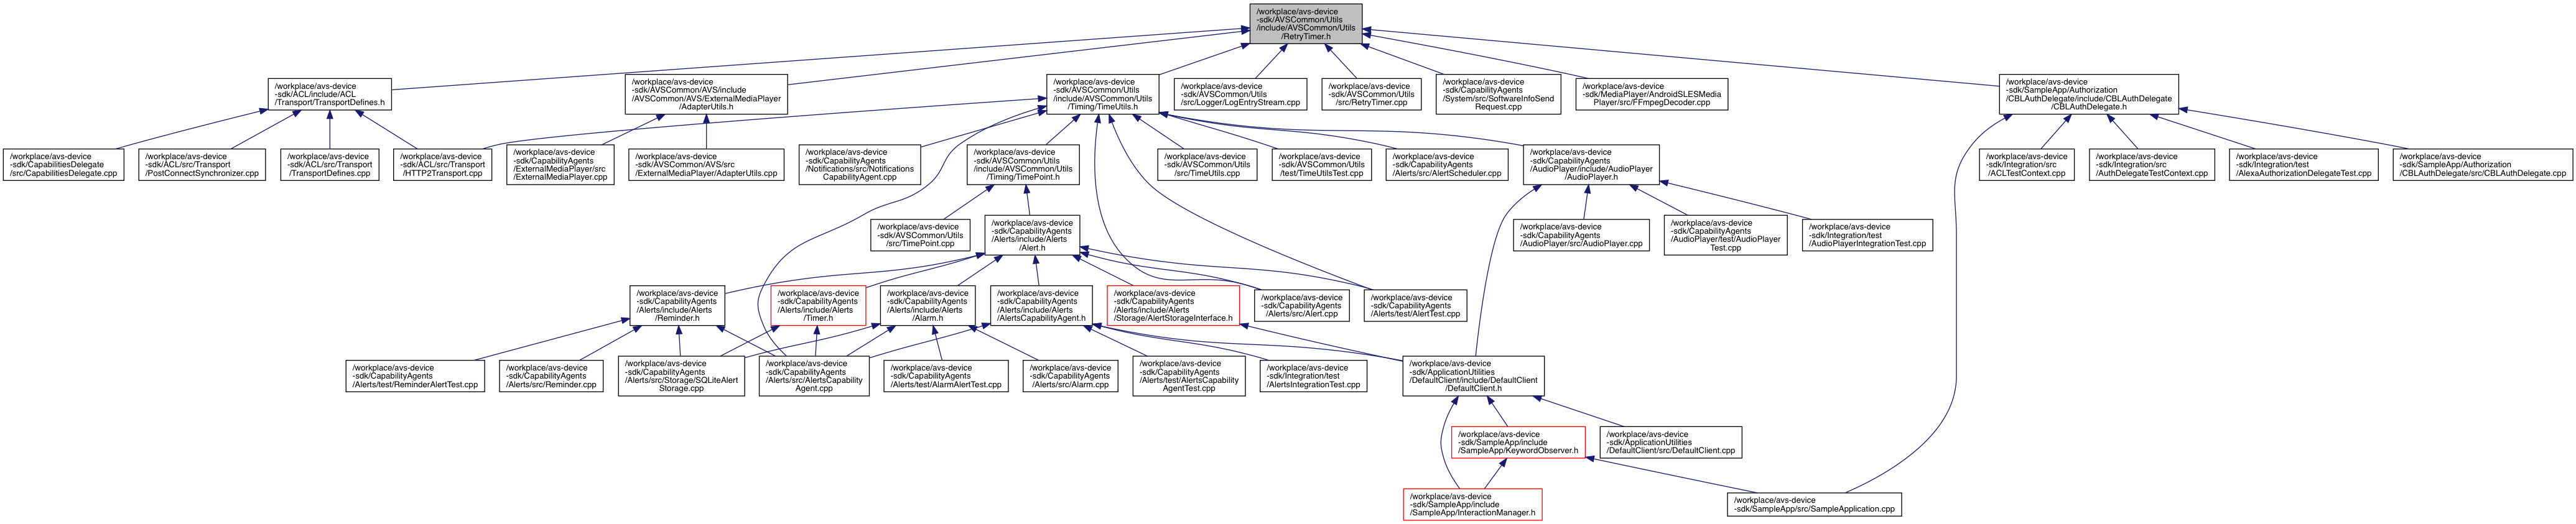 /workplace/avs-device
-sdk/AVSCommon/Utils
/include/AVSCommon/Utils
/RetryTimer.h
/workplace/avs-device
-sdk/ACL/include/ACL
/Transport/TransportDefines.h
/workplace/avs-device
-sdk/AVSCommon/AVS/include
/AVSCommon/AVS/ExternalMediaPlayer
/AdapterUtils.h
/workplace/avs-device
-sdk/AVSCommon/Utils
/include/AVSCommon/Utils
/Timing/TimeUtils.h
/workplace/avs-device
-sdk/AVSCommon/Utils
/src/Logger/LogEntryStream.cpp
/workplace/avs-device
-sdk/AVSCommon/Utils
/src/RetryTimer.cpp
/workplace/avs-device
-sdk/CapabilityAgents
/System/src/SoftwareInfoSend
Request.cpp
/workplace/avs-device
-sdk/MediaPlayer/AndroidSLESMedia
Player/src/FFmpegDecoder.cpp
/workplace/avs-device
-sdk/SampleApp/Authorization
/CBLAuthDelegate/include/CBLAuthDelegate
/CBLAuthDelegate.h
/workplace/avs-device
-sdk/CapabilitiesDelegate
/src/CapabilitiesDelegate.cpp
/workplace/avs-device
-sdk/ACL/src/Transport
/PostConnectSynchronizer.cpp
/workplace/avs-device
-sdk/ACL/src/Transport
/TransportDefines.cpp
/workplace/avs-device
-sdk/ACL/src/Transport
/HTTP2Transport.cpp
/workplace/avs-device
-sdk/CapabilityAgents
/ExternalMediaPlayer/src
/ExternalMediaPlayer.cpp
/workplace/avs-device
-sdk/AVSCommon/AVS/src
/ExternalMediaPlayer/AdapterUtils.cpp
/workplace/avs-device
-sdk/CapabilityAgents
/Notifications/src/Notifications
CapabilityAgent.cpp
/workplace/avs-device
-sdk/AVSCommon/Utils
/include/AVSCommon/Utils
/Timing/TimePoint.h
/workplace/avs-device
-sdk/AVSCommon/Utils
/src/TimeUtils.cpp
/workplace/avs-device
-sdk/AVSCommon/Utils
/test/TimeUtilsTest.cpp
/workplace/avs-device
-sdk/CapabilityAgents
/Alerts/src/AlertScheduler.cpp
/workplace/avs-device
-sdk/CapabilityAgents
/AudioPlayer/include/AudioPlayer
/AudioPlayer.h
/workplace/avs-device
-sdk/Integration/src
/ACLTestContext.cpp
/workplace/avs-device
-sdk/Integration/src
/AuthDelegateTestContext.cpp
/workplace/avs-device
-sdk/Integration/test
/AlexaAuthorizationDelegateTest.cpp
/workplace/avs-device
-sdk/SampleApp/Authorization
/CBLAuthDelegate/src/CBLAuthDelegate.cpp
/workplace/avs-device
-sdk/AVSCommon/Utils
/src/TimePoint.cpp
/workplace/avs-device
-sdk/CapabilityAgents
/Alerts/include/Alerts
/Alert.h
/workplace/avs-device
-sdk/CapabilityAgents
/AudioPlayer/src/AudioPlayer.cpp
/workplace/avs-device
-sdk/CapabilityAgents
/AudioPlayer/test/AudioPlayer
Test.cpp
/workplace/avs-device
-sdk/Integration/test
/AudioPlayerIntegrationTest.cpp
/workplace/avs-device
-sdk/CapabilityAgents
/Alerts/include/Alerts
/Reminder.h
/workplace/avs-device
-sdk/CapabilityAgents
/Alerts/include/Alerts
/Timer.h
/workplace/avs-device
-sdk/CapabilityAgents
/Alerts/include/Alerts
/Alarm.h
/workplace/avs-device
-sdk/CapabilityAgents
/Alerts/include/Alerts
/AlertsCapabilityAgent.h
/workplace/avs-device
-sdk/CapabilityAgents
/Alerts/include/Alerts
/Storage/AlertStorageInterface.h
/workplace/avs-device
-sdk/CapabilityAgents
/Alerts/src/Alert.cpp
/workplace/avs-device
-sdk/CapabilityAgents
/Alerts/test/AlertTest.cpp
/workplace/avs-device
-sdk/CapabilityAgents
/Alerts/test/ReminderAlertTest.cpp
/workplace/avs-device
-sdk/CapabilityAgents
/Alerts/src/Reminder.cpp
/workplace/avs-device
-sdk/CapabilityAgents
/Alerts/src/Storage/SQLiteAlert
Storage.cpp
/workplace/avs-device
-sdk/CapabilityAgents
/Alerts/src/AlertsCapability
Agent.cpp
/workplace/avs-device
-sdk/CapabilityAgents
/Alerts/test/AlarmAlertTest.cpp
/workplace/avs-device
-sdk/CapabilityAgents
/Alerts/src/Alarm.cpp
/workplace/avs-device
-sdk/CapabilityAgents
/Alerts/test/AlertsCapability
AgentTest.cpp
/workplace/avs-device
-sdk/Integration/test
/AlertsIntegrationTest.cpp
/workplace/avs-device
-sdk/ApplicationUtilities
/DefaultClient/include/DefaultClient
/DefaultClient.h
/workplace/avs-device
-sdk/SampleApp/include
/SampleApp/KeywordObserver.h
/workplace/avs-device
-sdk/ApplicationUtilities
/DefaultClient/src/DefaultClient.cpp
/workplace/avs-device
-sdk/SampleApp/include
/SampleApp/InteractionManager.h
/workplace/avs-device
-sdk/SampleApp/src/SampleApplication.cpp